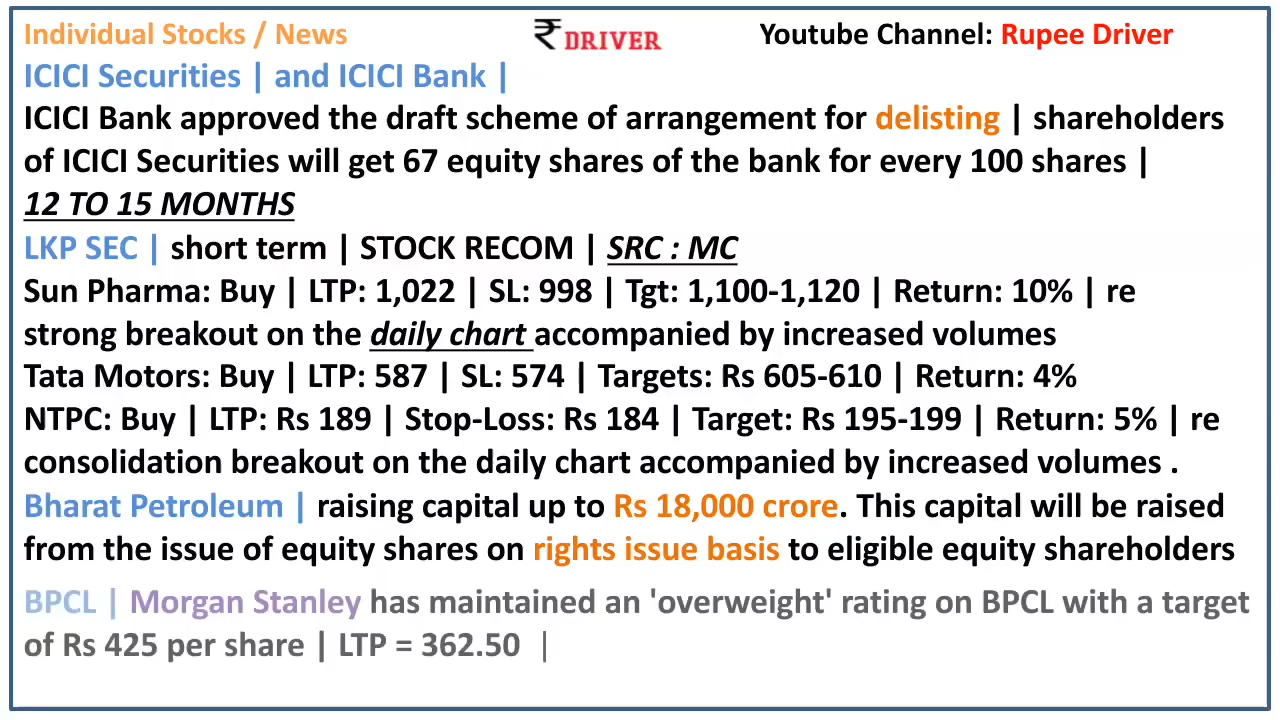 Individual Stocks / News
₹ DRIVER
Youtube Channel: Rupee Driver
ICICI Securities | and ICICI Bank |
ICICI Bank approved the draft scheme of arrangement for delisting | shareholders
of ICICI Securities will get 67 equity shares of the bank for every 100 shares |
12 TO 15 MONTHS
LKP SEC | short term | STOCK RECOM | SRC : MC
Sun Pharma: Buy | LTP: 1,022 | SL: 998 | Tgt: 1,100-1,120 | Return: 10% | re
strong breakout on the daily chart accompanied by increased volumes
Tata Motors: Buy | LTP: 587 | SL: 574 | Targets: Rs 605-610 | Return: 4%
NTPC: Buy | LTP: Rs 189 | Stop-Loss: Rs 184 | Target: Rs 195-199 | Return: 5% | re
consolidation breakout on the daily chart accompanied by increased volumes .
Bharat Petroleum | raising capital up to Rs 18,000 crore. This capital will be raised
from the issue of equity shares on rights issue basis to eligible equity shareholders
BPCL | Morgan Stanley has maintained an 'overweight' rating on BPCL with a target
of Rs 425 per share | LTP = 362.50 |